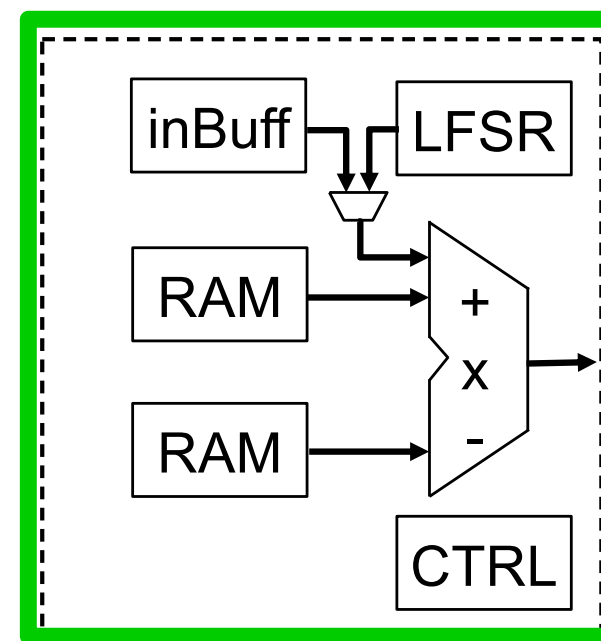 inBuff
LFSR
RAM
+
x
RAM
-
CTRL